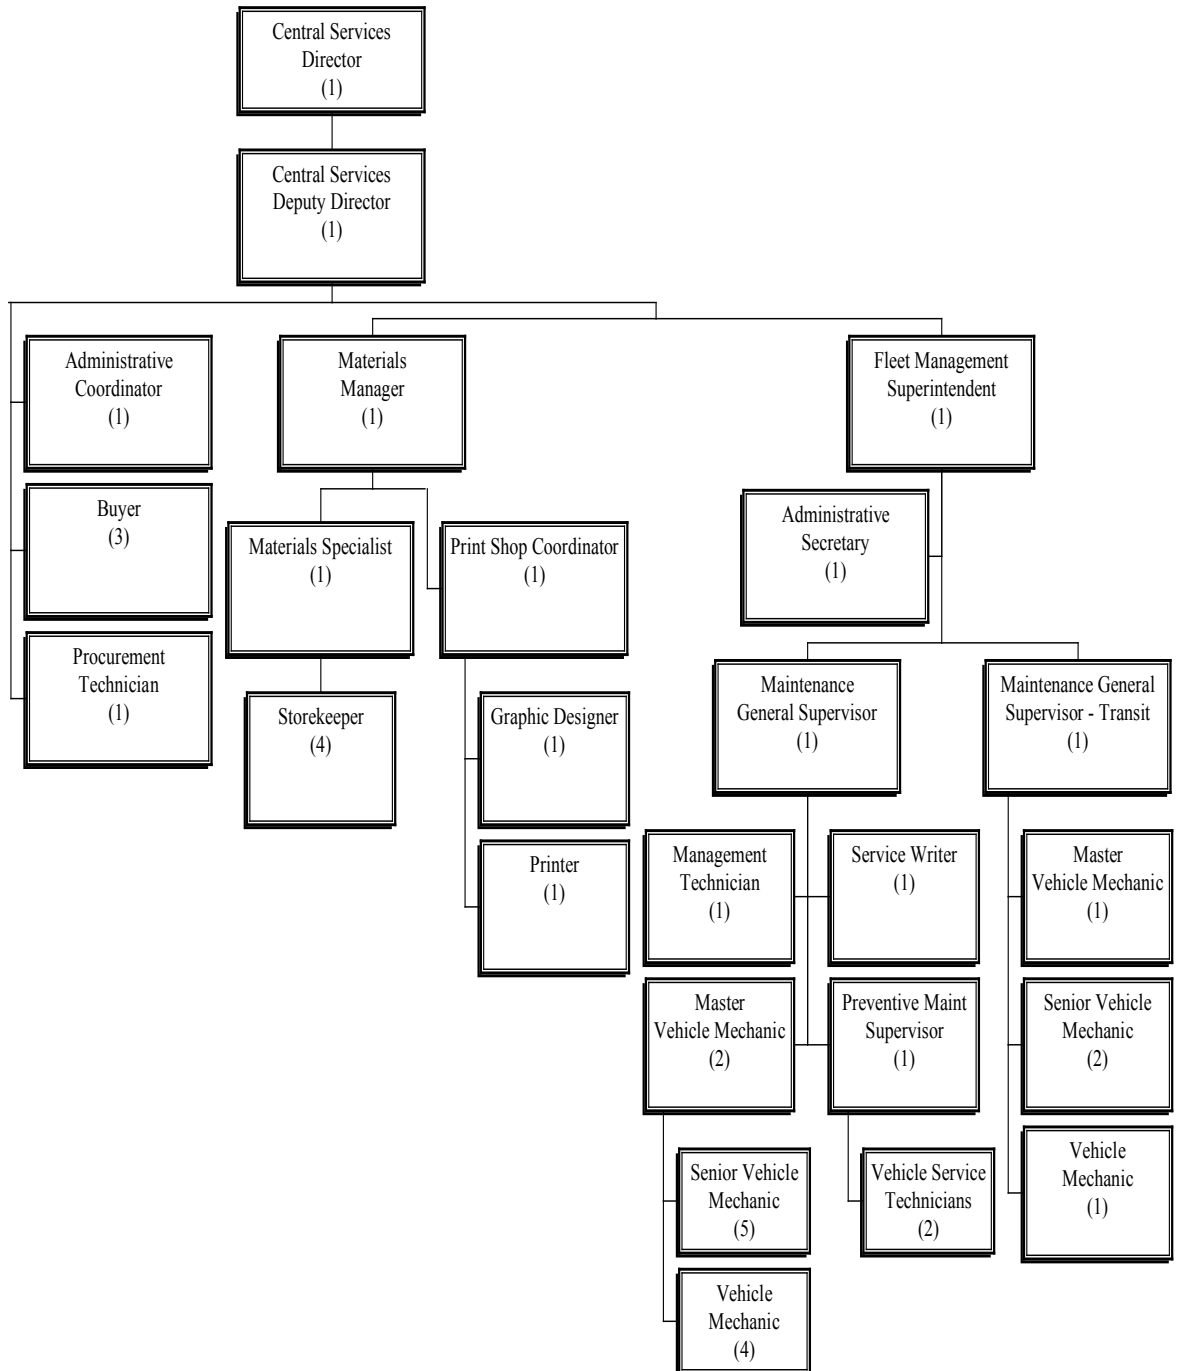 Central Services
Director
(1)
Central Services
Deputy Director
(1)
Administrative
Coordinator
(1)
Materials
Manager
(1)
Fleet Management
Superintendent
(1)
Buyer
(3)
Administrative
Secretary
(1)
Materials Specialist
(1)
Print Shop Coordinator
(1)
Procurement
Technician
(1)
Maintenance
General Supervisor
(1)
Maintenance General
Supervisor - Transit
(1)
Storekeeper
(4)
Graphic Designer
(1)
Printer
(1)
Management
Technician
(1)
Service Writer
(1)
Master
Vehicle Mechanic
(1)
Master
Vehicle Mechanic
(2)
Preventive Maint
Supervisor
(1)
Senior Vehicle
Mechanic
(2)
Senior Vehicle
Mechanic
(5)
Vehicle Service
Technicians
(2)
Vehicle
Mechanic
(1)
Vehicle
Mechanic
(4)